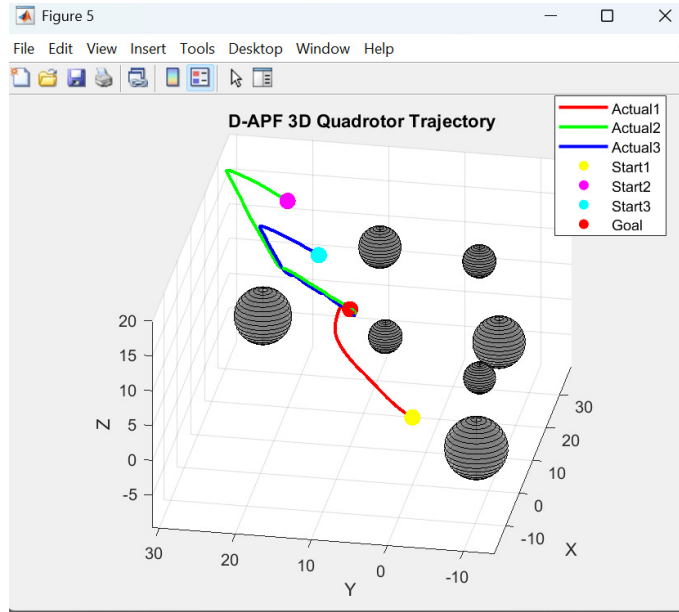 Figure 5
File Edit View Insert Tools Desktop Window Help
D-APF 3D Quadrotor Trajectory
Actual1
Actual2
Actual3
Start1
Start2
Start3
Goal
20
15
10
5
0
-5
Z
30
20
10
0
-10
Y
30
20
10
0
-10
X